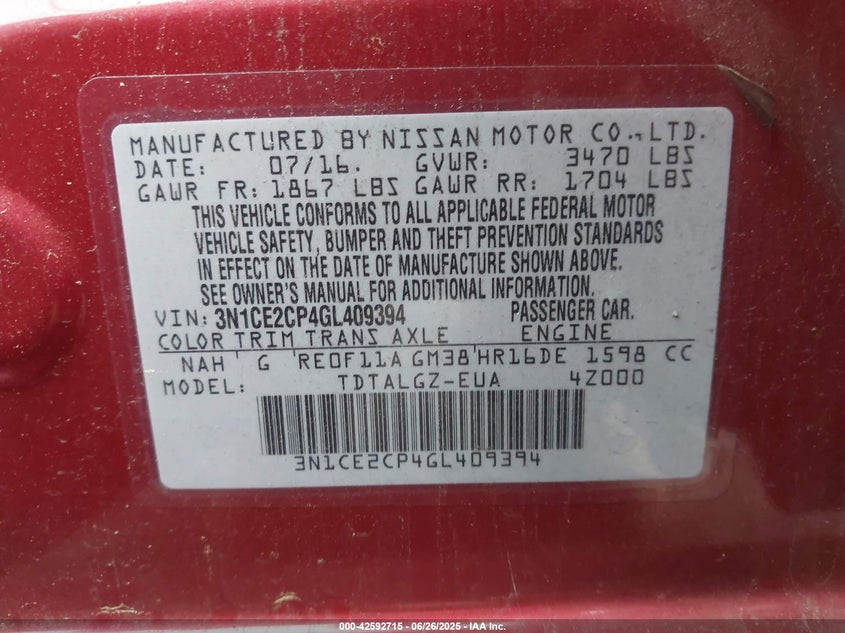 MANUFACTURED BY NISSAN MOTOR CO., LTD.
DATE: 07/16. GVWR: 3470 LBS
GAWR FR: 1867 LBS GAWR RR: 1704 LBS
THIS VEHICLE CONFORMS TO ALL APPLICABLE FEDERAL MOTOR
VEHICLE SAFETY, BUMPER AND THEFT PREVENTION STANDARDS
IN EFFECT ON THE DATE OF MANUFACTURE SHOWN ABOVE.
SEE OWNER'S MANUAL FOR ADDITIONAL INFORMATION.
VIN: 3N1CE2CP4GL409394 PASSENGER CAR.
COLOR TRIM TRANS AXLE ENGINE
NAH G RE0F11A GM38 HR16DE 1598 CC
MODEL: TDTALGZ-EUA 4Z000
3N1CE2CP4GL409394
000-42592715 - 06/26/2025 - IAA Inc.